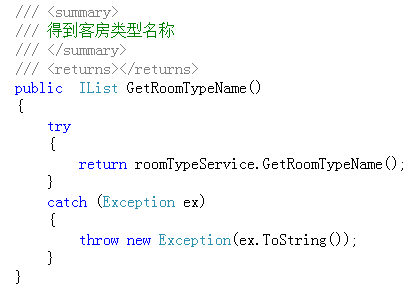 /// <summary>
/// 得到客房类型名称
/// </summary>
/// <returns></returns>
public  IList GetRoomTypeName()
{
    try
    {
        return roomTypeService.GetRoomTypeName();
    }
    catch (Exception ex)
    {
        throw new Exception(ex.ToString());
    }
}